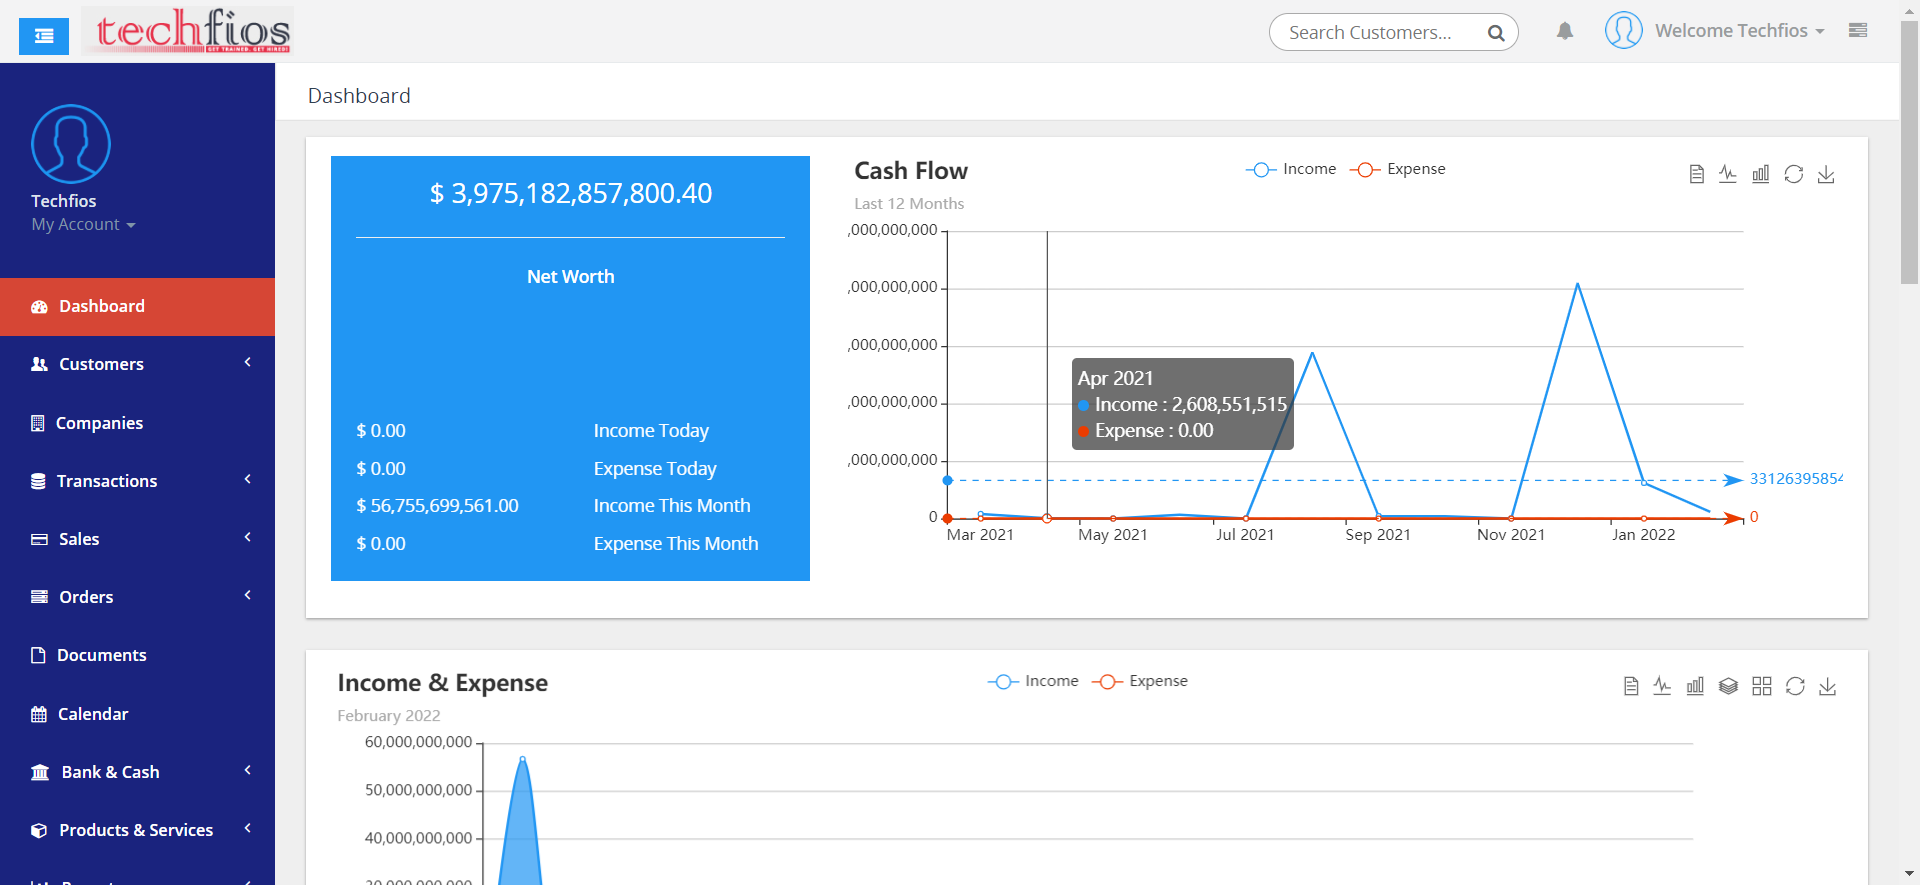 techfios
GET TRAINED. GET HIRED!
Search Customers...
Welcome Techfios
Techfios
My Account
Dashboard
Customers
Companies
Transactions
Sales
Orders
Documents
Calendar
Bank & Cash
Products & Services
Dashboard
$ 3,975,182,857,800.40
Net Worth
$ 0.00 Income Today
$ 0.00 Expense Today
$ 56,755,699,561.00 Income This Month
$ 0.00 Expense This Month
Cash Flow
Last 12 Months
Income Expense
,000,000,000
,000,000,000
,000,000,000
,000,000,000
,000,000,000
0
Apr 2021
Income : 2,608,551,515
Expense : 0.00
33126395854
0
Mar 2021 May 2021 Jul 2021 Sep 2021 Nov 2021 Jan 2022
Income & Expense
February 2022
Income Expense
60,000,000,000
50,000,000,000
40,000,000,000